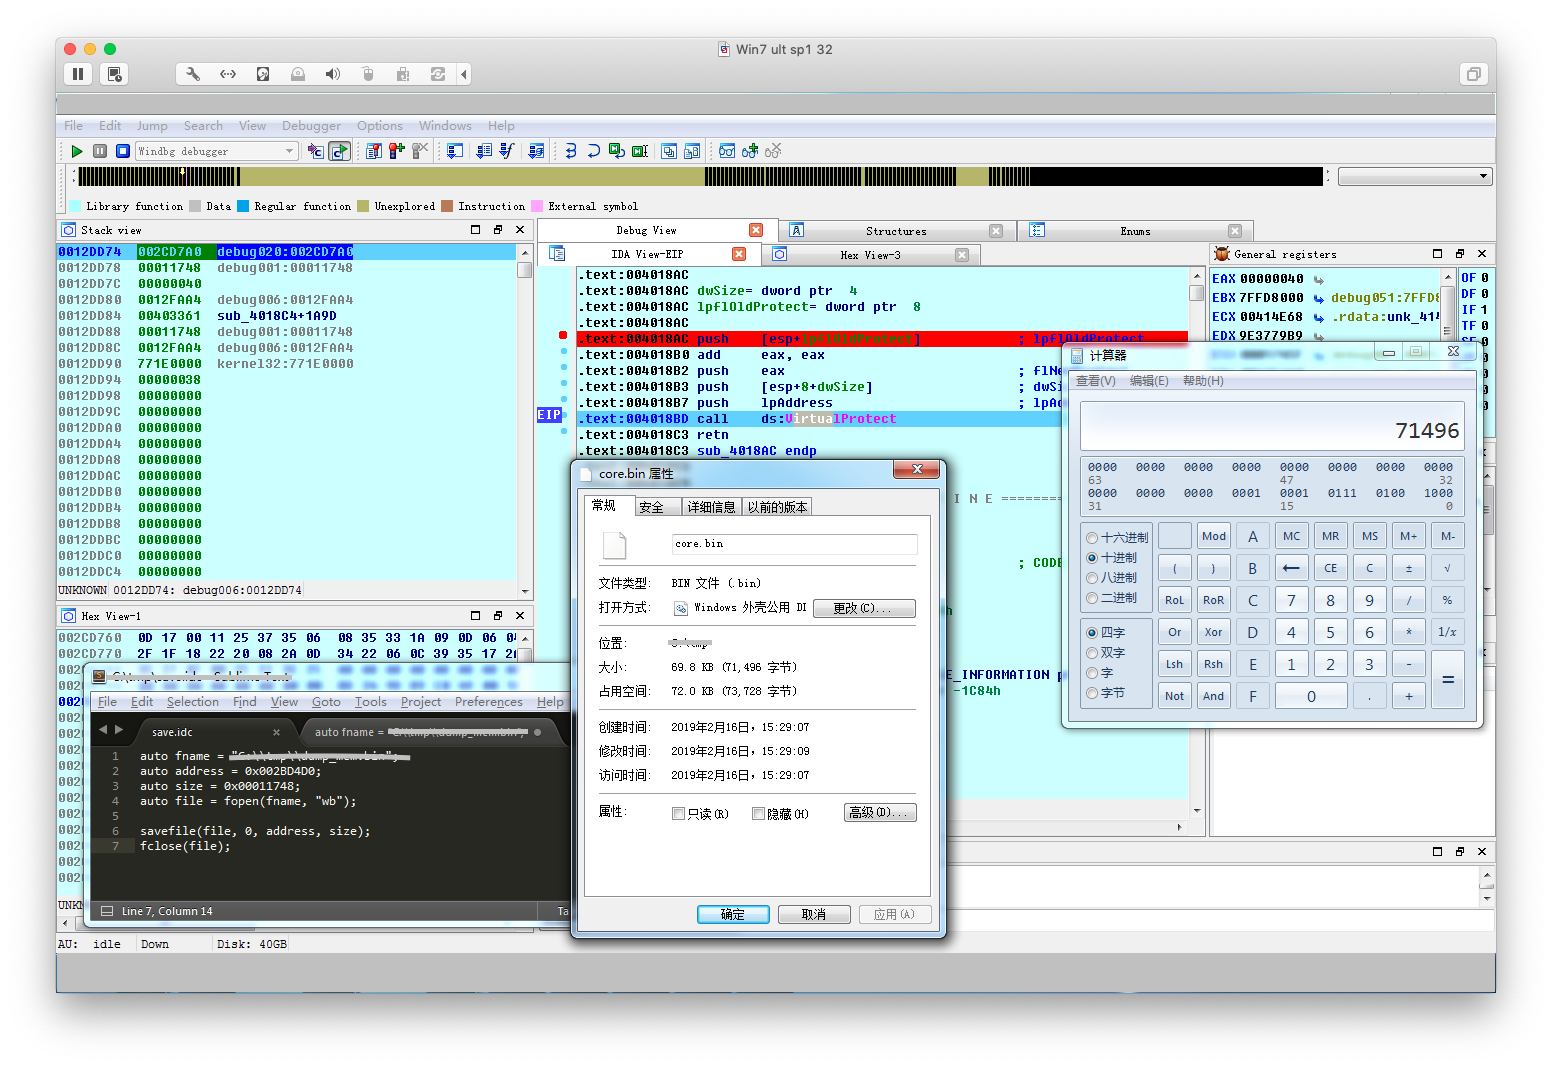 Win7 ult sp1 32
File Edit Jump Search View Debugger Options Windows Help
Windbg debugger
Library function Data Regular function Unexplored Instruction External symbol
Stack view
0012DD74 002CD7A0 debug020:002CD7A0
0012DD78 00011748 debug001:00011748
0012DD7C 00000040
0012DD80 0012FAA4 debug006:0012FAA4
0012DD84 00403361 sub_4018C4+1A9D
0012DD88 00011748 debug001:00011748
0012DD8C 0012FAA4 debug006:0012FAA4
0012DD90 771E0000 kernel32:771E0000
0012DD94 00000038
0012DD98 00000000
0012DD9C 00000000
0012DDA0 00000000
0012DDA4 00000000
0012DDA8 00000000
0012DDAC 00000000
0012DDB0 00000000
0012DDB4 00000000
0012DDB8 00000000
0012DDBC 00000000
0012DDC0 00000000
0012DDC4 00000000
UNKNOWN 0012DD74: debug006:0012DD74
Debug View
Structures
Enums
IDA View-EIP
Hex View-3
.text:004018AC
.text:004018AC dwSize= dword ptr 4
.text:004018AC lpflOldProtect= dword ptr 8
.text:004018AC
.text:004018AC push [esp+lpflOldProtect] ; lpflOldProtect
.text:004018B0 add eax, eax
.text:004018B2 push eax ; flNe
.text:004018B3 push [esp+8+dwSize] ; dwSi
.text:004018B7 push lpAddress ; lpAd
EIP .text:004018BD call ds:VirtualProtect
.text:004018C3 retn
.text:004018C3 sub_4018AC endp
I N E =========
; CODE
E_INFORMATION p
-1C84h
General registers
EAX 00000040
EBX 7FFD8000 debug051:7FFD8
ECX 00414E68 .rdata:unk_414
EDX 9E3779B9
OF 0
DF 0
IF 1
TF 0
计算器
查看(V) 编辑(E) 帮助(H)
71496
0000 0000 0000 0000 0000 0000 0000 0000
63 47 32
0000 0000 0000 0001 0001 0111 0100 1000
31 15 0
十六进制 Mod A MC MR MS M+ M-
十进制 ( ) B ← CE C ± √
八进制
二进制 RoL RoR C 7 8 9 / %
四字 Or Xor D 4 5 6 * 1/x
双字
字 Lsh Rsh E 1 2 3 - =
字节 Not And F 0 . +
core.bin 属性
常规 安全 详细信息 以前的版本
core.bin
文件类型: BIN 文件 (.bin)
打开方式: Windows 外壳公用 Dl 更改(C)...
位置:
大小: 69.8 KB (71,496 字节)
占用空间: 72.0 KB (73,728 字节)
创建时间: 2019年2月16日，15:29:07
修改时间: 2019年2月16日，15:29:09
访问时间: 2019年2月16日，15:29:07
属性: 只读(R) 隐藏(H) 高级(D)...
确定 取消 应用(A)
Hex View-1
002CD760 0D 17 00 11 25 37 35 06 08 35 33 1A 09 0D 06
002CD770 2F 1F 18 22 20 08 2A 0D 34 22 06 0C 39 35 17
File Edit Selection Find View Goto Tools Project Preferences Help
save.idc
auto fname =
1 auto fname =
2 auto address = 0x002BD4D0;
3 auto size = 0x00011748;
4 auto file = fopen(fname, "wb");
5
6 savefile(file, 0, address, size);
7 fclose(file);
Line 7, Column 14
Ta
UNKN
AU: idle Down Disk: 40GB